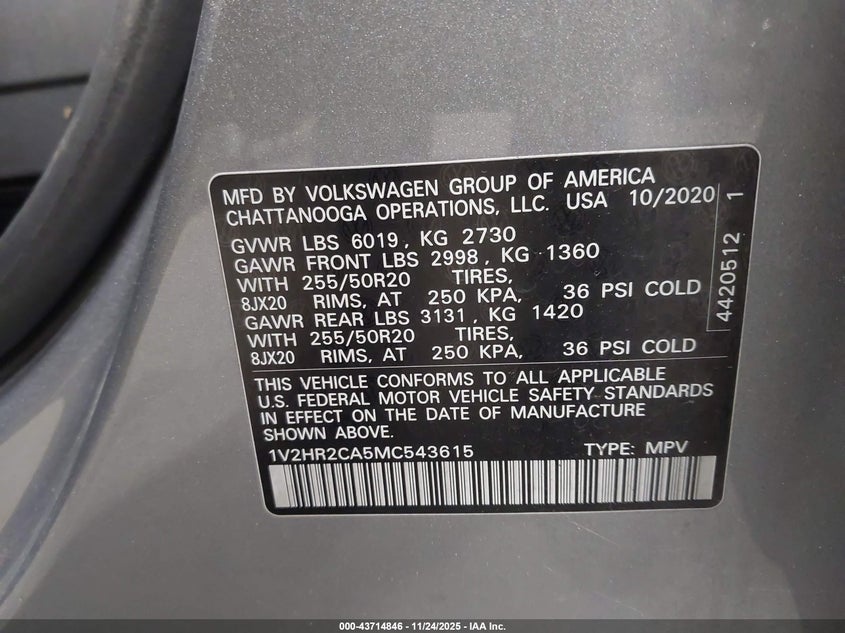 MFD BY VOLKSWAGEN GROUP OF AMERICA
CHATTANOOGA OPERATIONS, LLC. USA 10/2020
GVWR LBS 6019, KG 2730
GAWR FRONT LBS 2998, KG 1360
WITH 255/50R20 TIRES,
8JX20 RIMS, AT 250 KPA, 36 PSI COLD
GAWR REAR LBS 3131, KG 1420
WITH 255/50R20 TIRES,
8JX20 RIMS, AT 250 KPA, 36 PSI COLD
4420512 1
THIS VEHICLE CONFORMS TO ALL APPLICABLE
U.S. FEDERAL MOTOR VEHICLE SAFETY STANDARDS
IN EFFECT ON THE DATE OF MANUFACTURE
SHOWN ABOVE.
1V2HR2CA5MC543615 TYPE: MPV
000-43714846 - 11/24/2025 - IAA Inc.